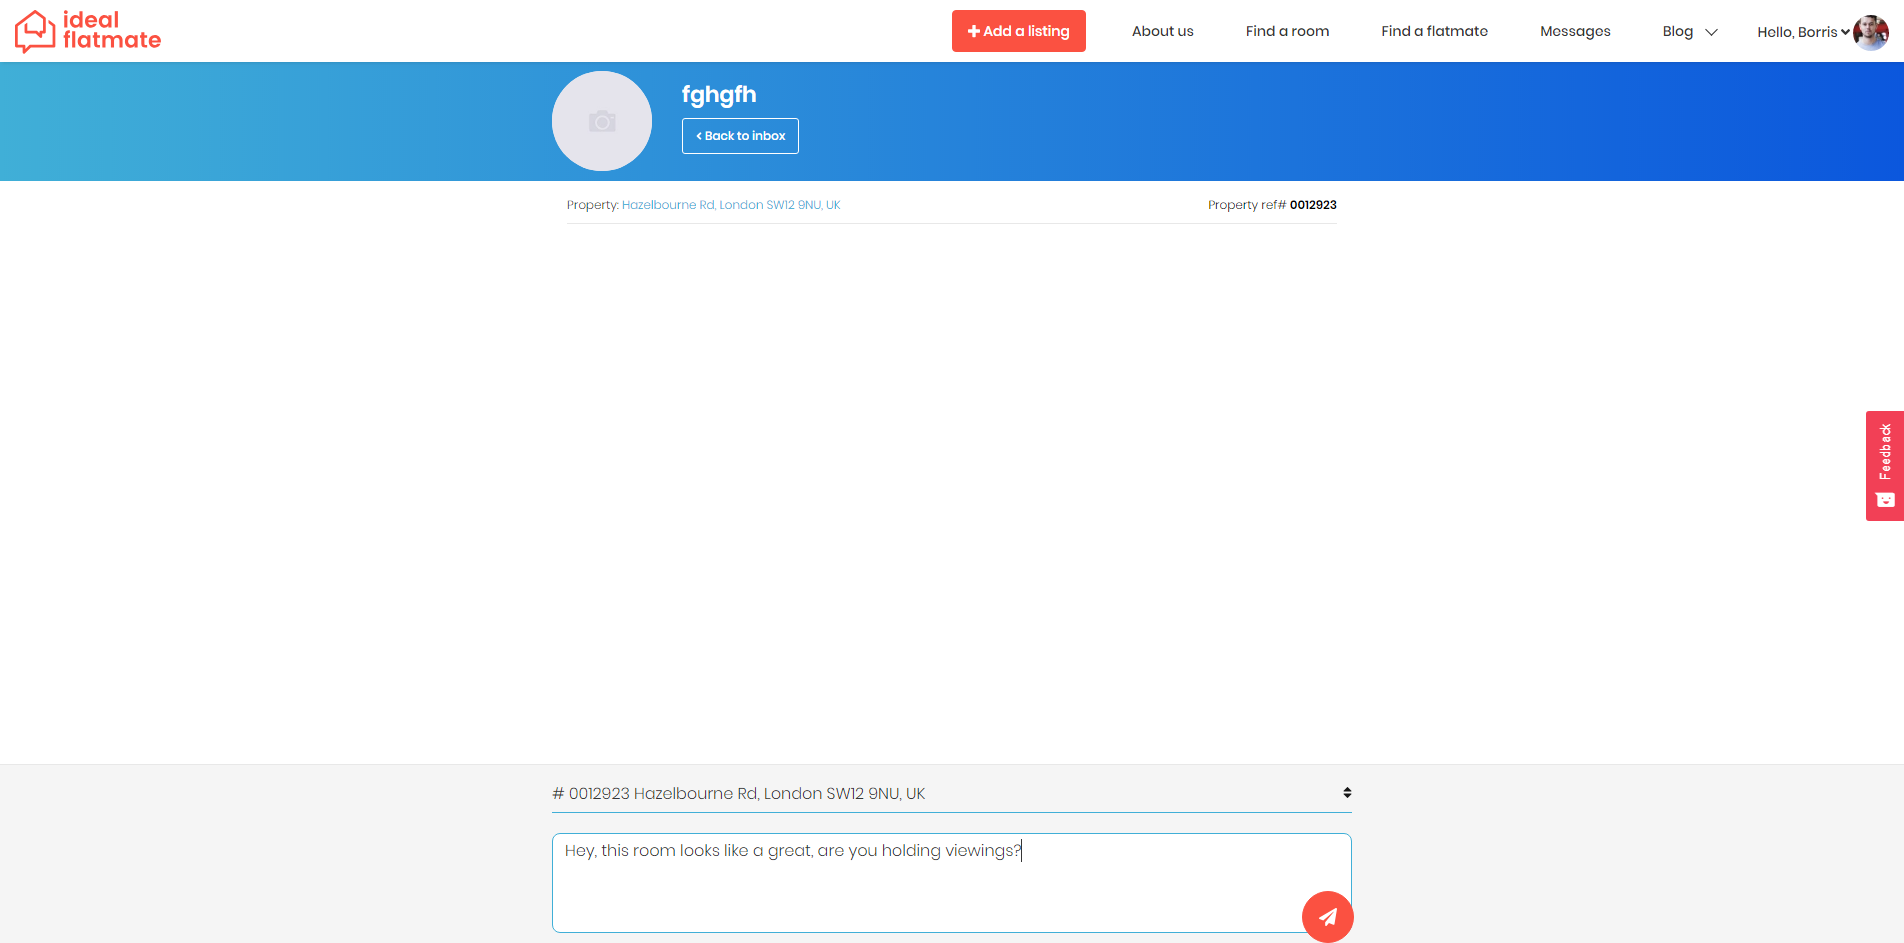 ideal
flatmate
Add a listing
About us
Find a room
Find a flatmate
Messages
Blog
Hello, Borris
fghgfh
Back to inbox
Property: Hazelbourne Rd, London SW12 9NU, UK
Property ref# 0012923
Feedback
# 0012923 Hazelbourne Rd, London SW12 9NU, UK
Hey, this room looks like a great, are you holding viewings?